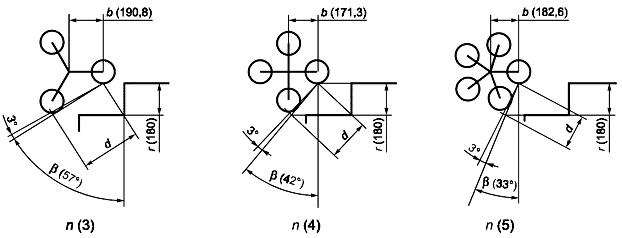 b (190,8)
3°
d
r (180)
β (57°)
n (3)
b (171,3)
3°
d
r (180)
β (42°)
n (4)
b (182,6)
3°
d
r (180)
β (33°)
n (5)